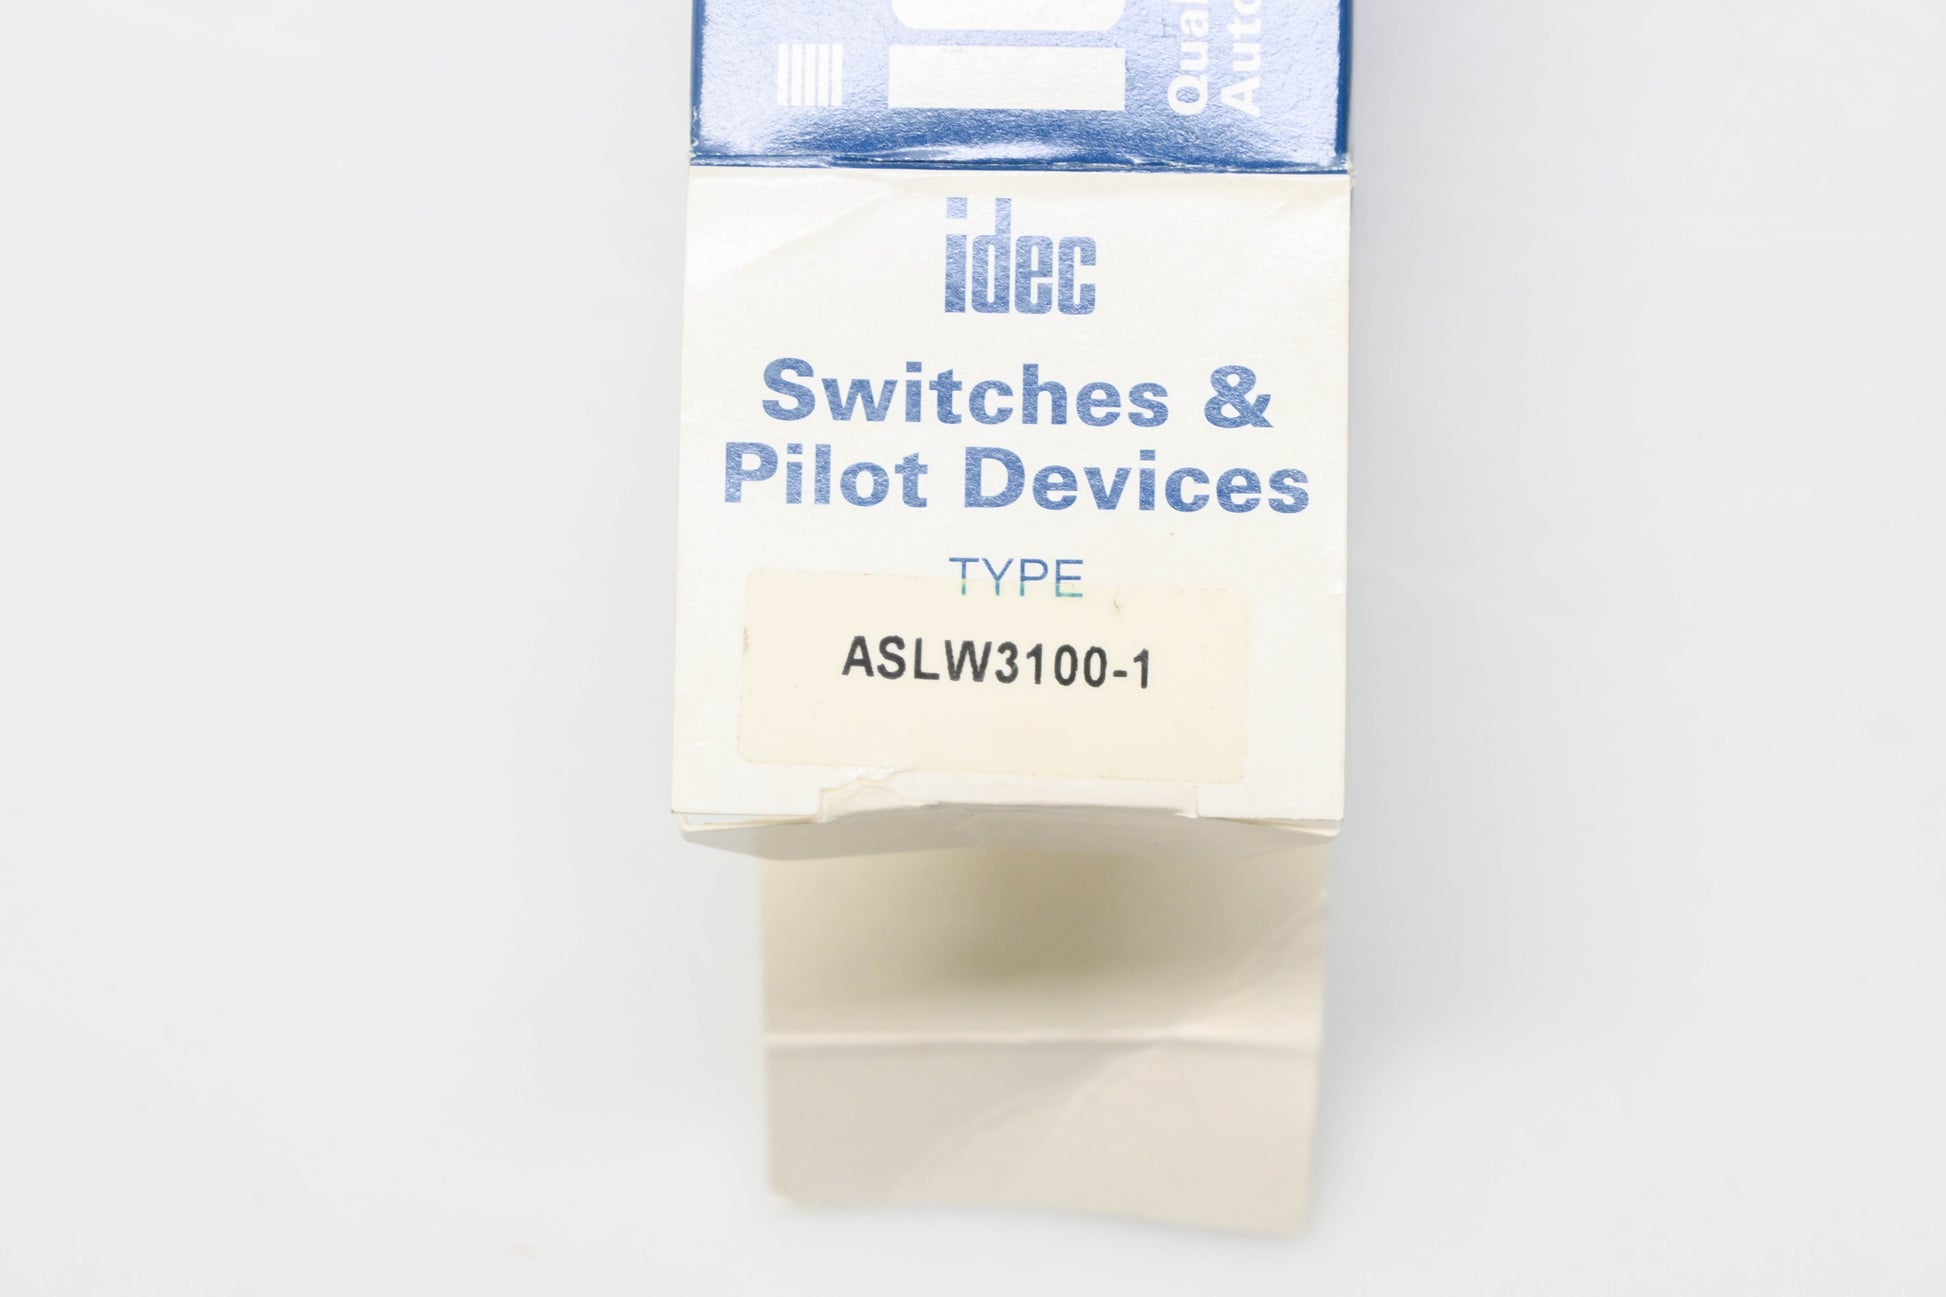 idec
Switches &
Pilot Devices
TYPE
ASLW3100-1